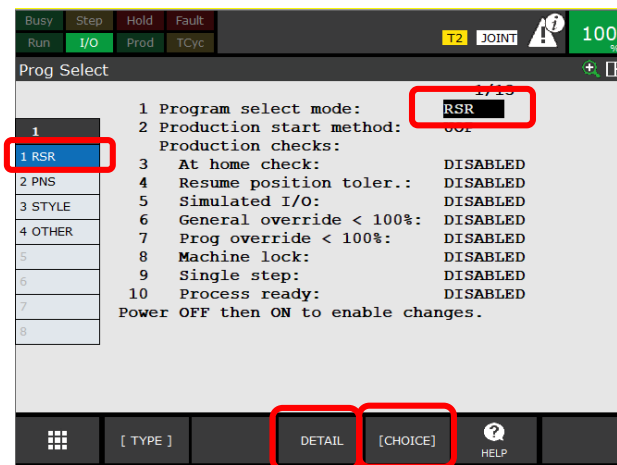 Busy Step Hold Fault
Run I/O Prod TCyc T2 JOINT 100
%
Prog Select
1/13
1 Program select mode: RSR
2 Production start method: UOP
Production checks:
3 At home check: DISABLED
4 Resume position toler.: DISABLED
5 Simulated I/O: DISABLED
6 General override < 100%: DISABLED
7 Prog override < 100%: DISABLED
8 Machine lock: DISABLED
9 Single step: DISABLED
10 Process ready: DISABLED
Power OFF then ON to enable changes.
1
1 RSR
2 PNS
3 STYLE
4 OTHER
5
6
7
8
[ TYPE ] DETAIL [CHOICE] HELP